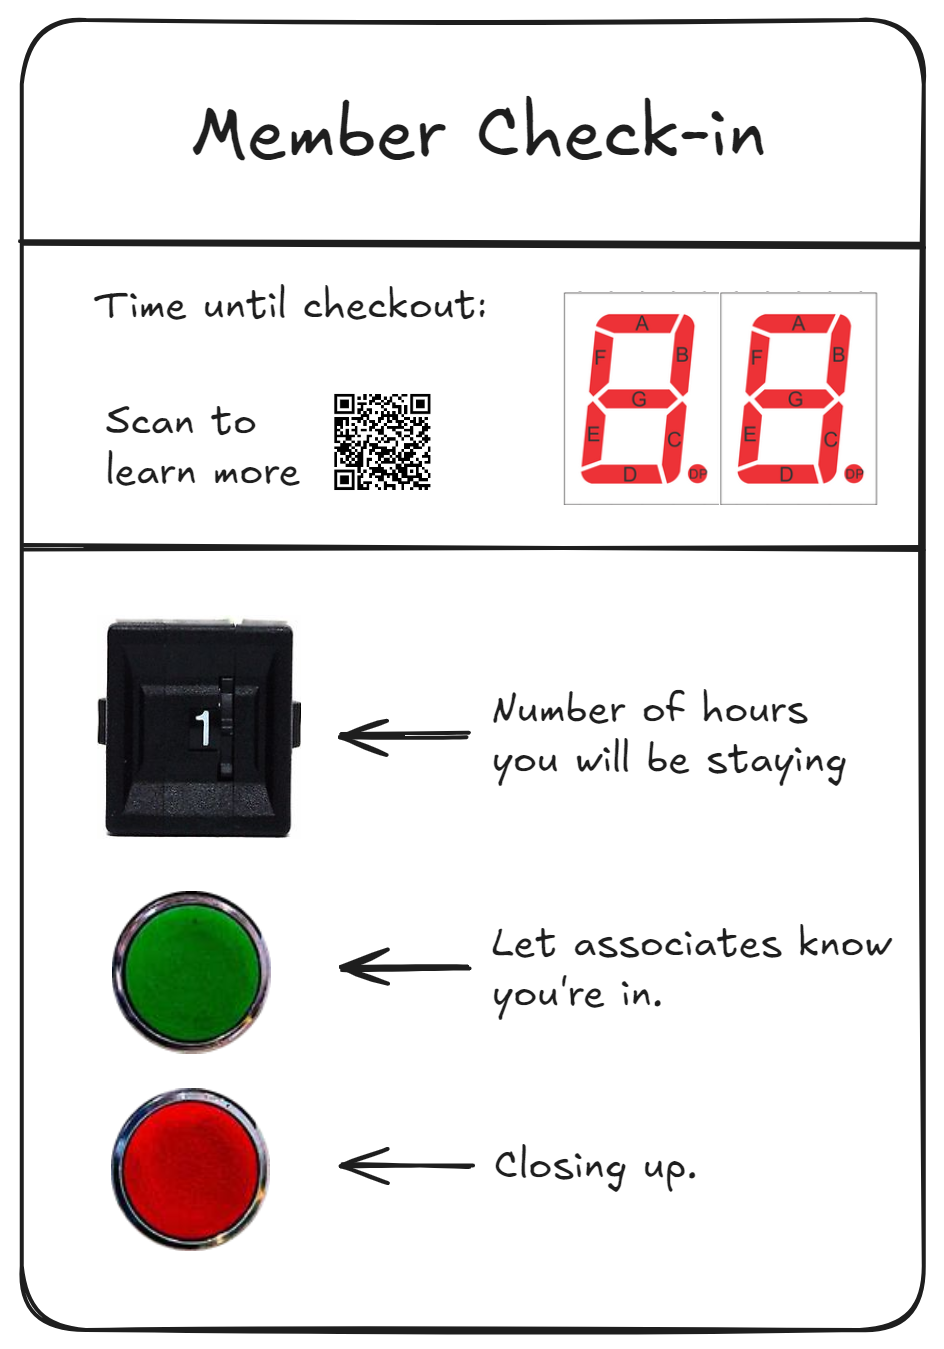 Member Check-in
Time until checkout:
Scan to
learn more
A
F
B
G
E
C
D
DP
A
F
B
G
E
C
D
DP
1
Number of hours
you will be staying
Let associates know
you're in.
Closing up.